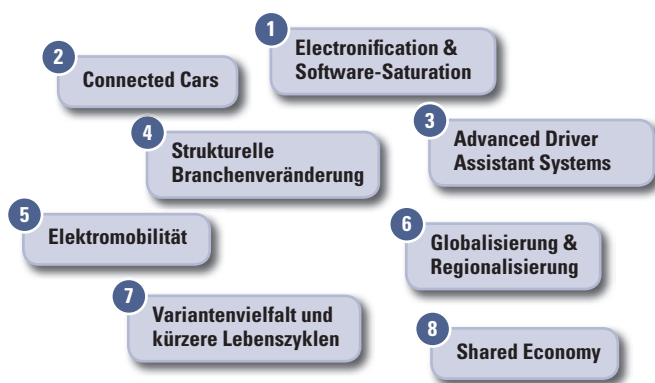 1
Electronification &
Software-Saturation
2
Connected Cars
3
Advanced Driver
Assistant Systems
4
Strukturelle
Branchenveränderung
5
Elektromobilität
6
Globalisierung &
Regionalisierung
7
Variantenvielfalt und
kürzere Lebenszyklen
8
Shared Economy